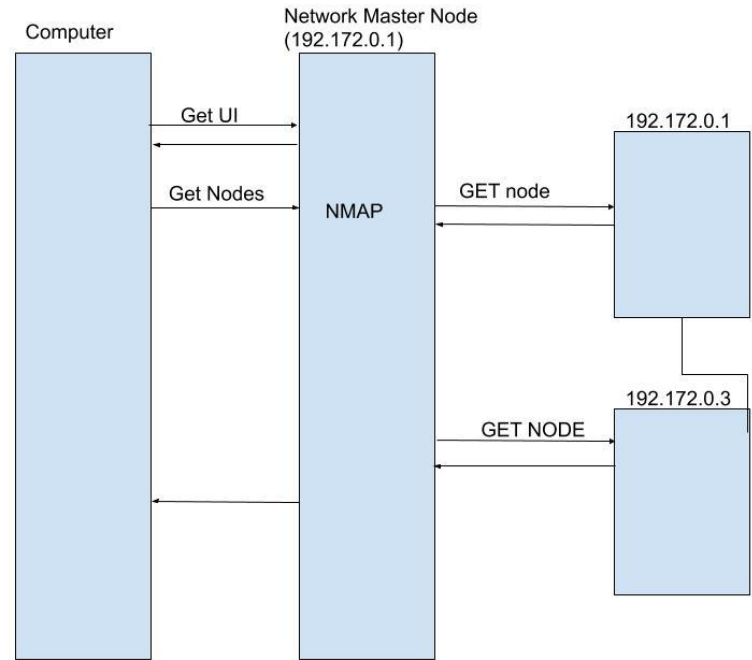 Computer
Network Master Node
(192.172.0.1)
Get UI
192.172.0.1
Get Nodes
NMAP
GET node
192.172.0.3
GET NODE